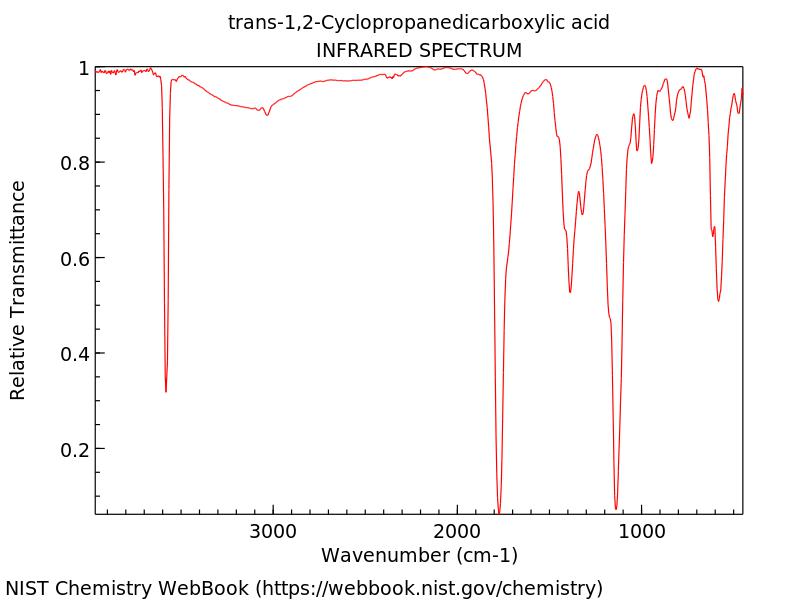 trans-1,2-Cyclopropanedicarboxylic acid
INFRARED SPECTRUM
1
0.8
0.6
0.4
0.2
Relative Transmittance
3000 2000 1000
Wavenumber (cm-1)
NIST Chemistry WebBook (https://webbook.nist.gov/chemistry)